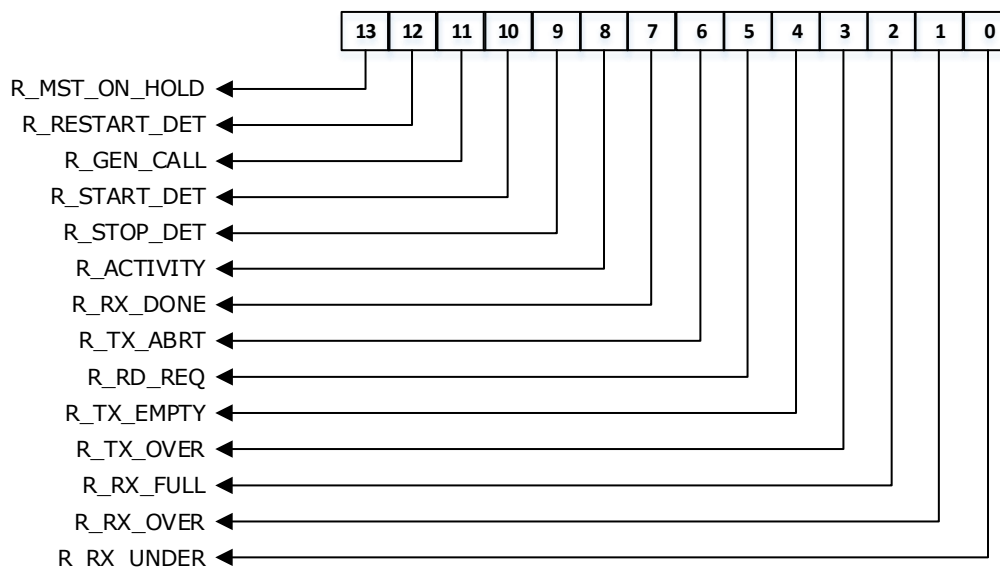 13 12 11 10 9 8 7 6 5 4 3 2 1 0
R_MST_ON_HOLD
R_RESTART_DET
R_GEN_CALL
R_START_DET
R_STOP_DET
R_ACTIVITY
R_RX_DONE
R_TX_ABRT
R_RD_REQ
R_TX_EMPTY
R_TX_OVER
R_RX_FULL
R_RX_OVER
R_RX_UNDER